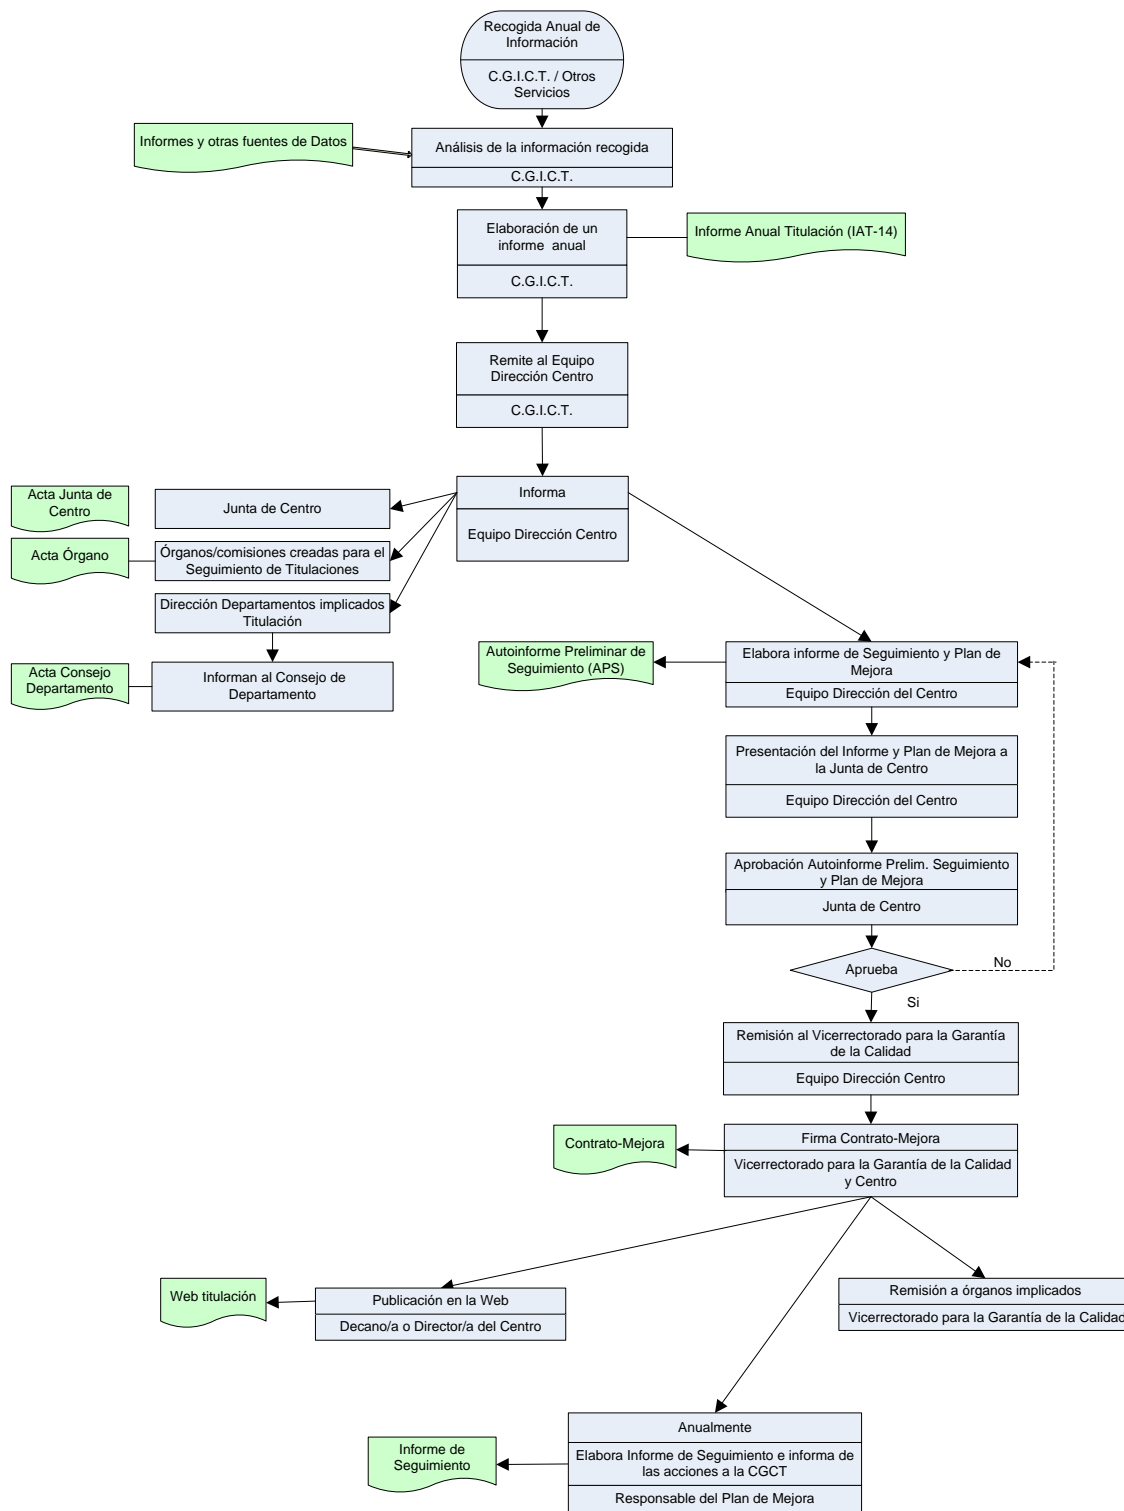 Recogida Anual de
Información
C.G.I.C.T. / Otros
Servicios
Informes y otras fuentes de Datos
Análisis de la información recogida
C.G.I.C.T.
Elaboración de un
informe anual
C.G.I.C.T.
Informe Anual Titulación (IAT-14)
Remite al Equipo
Dirección Centro
C.G.I.C.T.
Informa
Equipo Dirección Centro
Acta Junta de
Centro
Junta de Centro
Acta Órgano
Órganos/comisiones creadas para el
Seguimiento de Titulaciones
Dirección Departamentos implicados
Titulación
Acta Consejo
Departamento
Informan al Consejo de
Departamento
Autoinforme Preliminar de
Seguimiento (APS)
Elabora informe de Seguimiento y Plan de
Mejora
Equipo Dirección del Centro
Presentación del Informe y Plan de Mejora a
la Junta de Centro
Equipo Dirección del Centro
Aprobación Autoinforme Prelim. Seguimiento
y Plan de Mejora
Junta de Centro
Aprueba
No
Si
Remisión al Vicerrectorado para la Garantía
de la Calidad
Equipo Dirección Centro
Contrato-Mejora
Firma Contrato-Mejora
Vicerrectorado para la Garantía de la Calidad
y Centro
Web titulación
Publicación en la Web
Decano/a o Director/a del Centro
Remisión a órganos implicados
Vicerrectorado para la Garantía de la Calidad
Informe de
Seguimiento
Anualmente
Elabora Informe de Seguimiento e informa de
las acciones a la CGCT
Responsable del Plan de Mejora